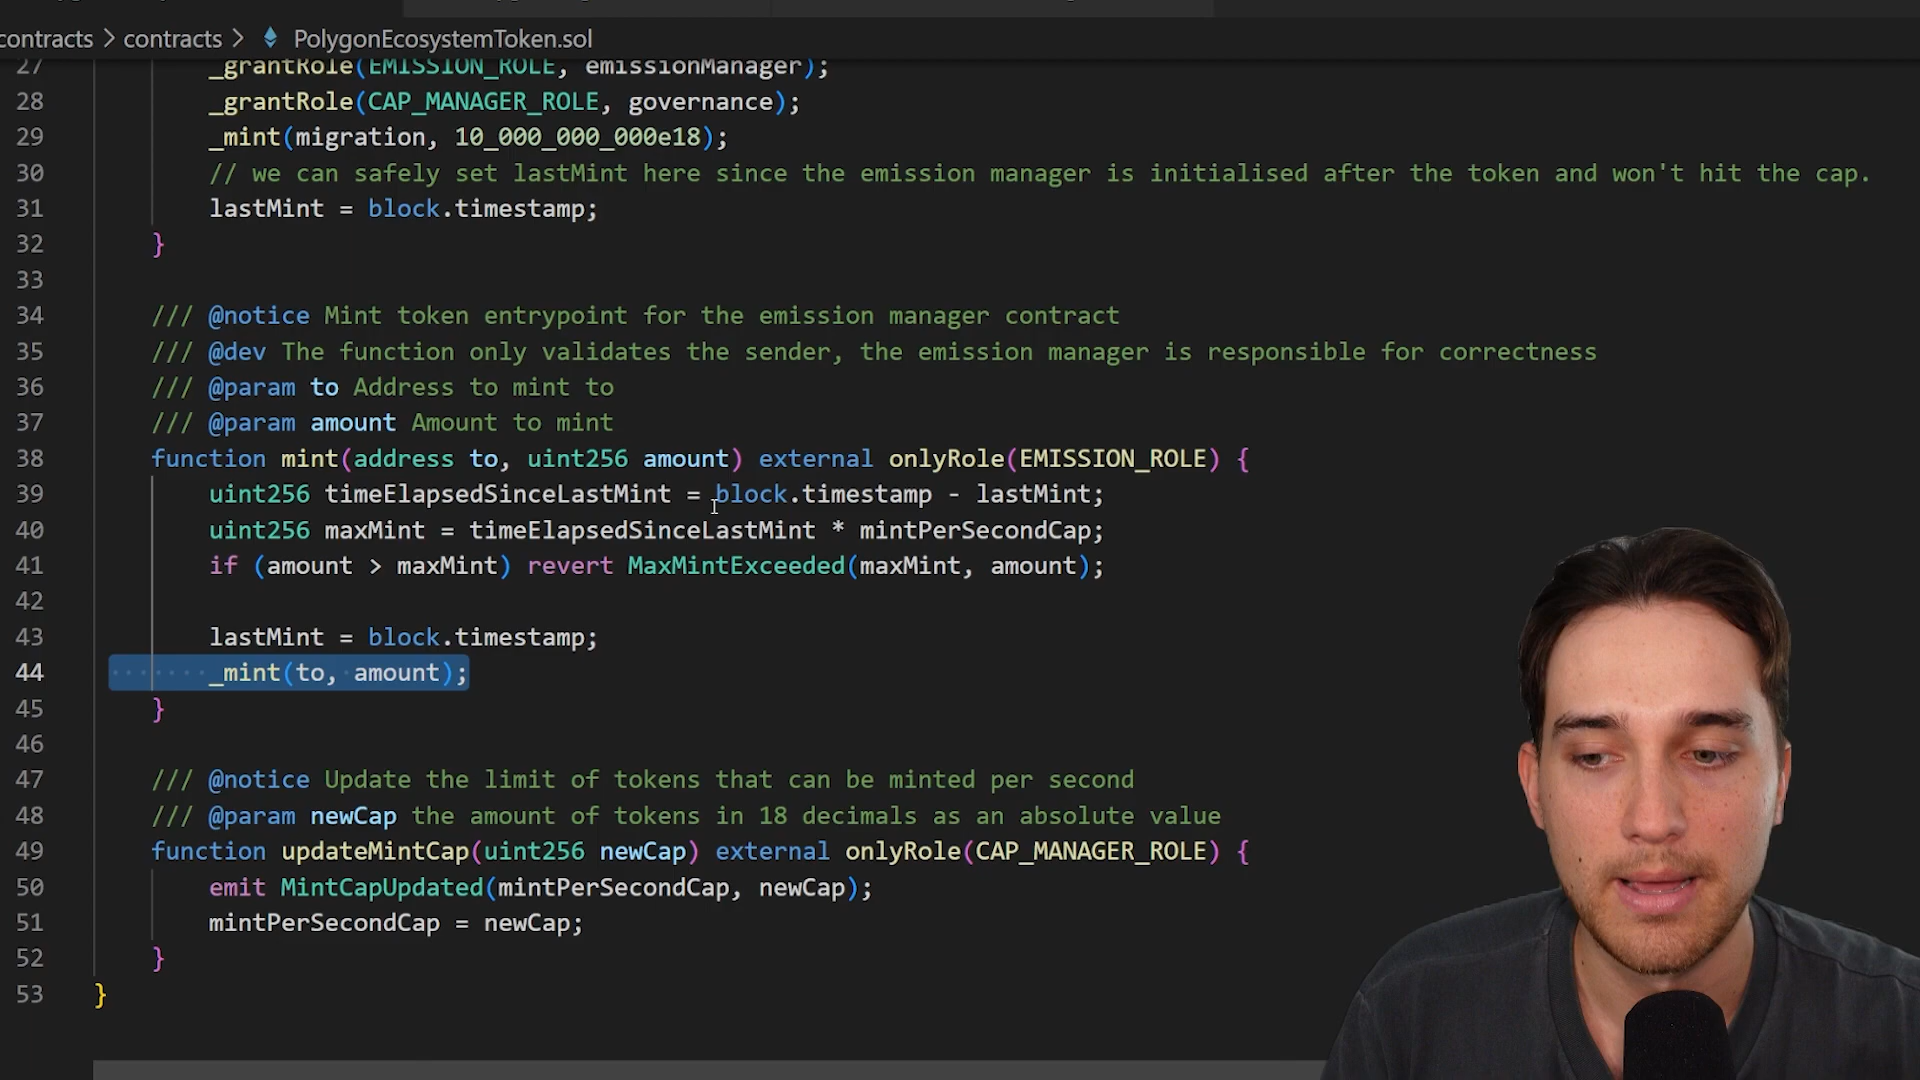 contracts > contracts > PolygonEcosystemToken.sol
27 _grantRole(EMISSION_ROLE, emissionManager);
28 _grantRole(CAP_MANAGER_ROLE, governance);
29 _mint(migration, 10_000_000_000e18);
30 // we can safely set lastMint here since the emission manager is initialised after the token and won't hit the cap.
31 lastMint = block.timestamp;
32 }
33
34 /// @notice Mint token entrypoint for the emission manager contract
35 /// @dev The function only validates the sender, the emission manager is responsible for correctness
36 /// @param to Address to mint to
37 /// @param amount Amount to mint
38 function mint(address to, uint256 amount) external onlyRole(EMISSION_ROLE) {
39 uint256 timeElapsedSinceLastMint = block.timestamp - lastMint;
40 uint256 maxMint = timeElapsedSinceLastMint * mintPerSecondCap;
41 if (amount > maxMint) revert MaxMintExceeded(maxMint, amount);
42
43 lastMint = block.timestamp;
44 _mint(to, amount);
45 }
46
47 /// @notice Update the limit of tokens that can be minted per second
48 /// @param newCap the amount of tokens in 18 decimals as an absolute value
49 function updateMintCap(uint256 newCap) external onlyRole(CAP_MANAGER_ROLE) {
50 emit MintCapUpdated(mintPerSecondCap, newCap);
51 mintPerSecondCap = newCap;
52 }
53 }